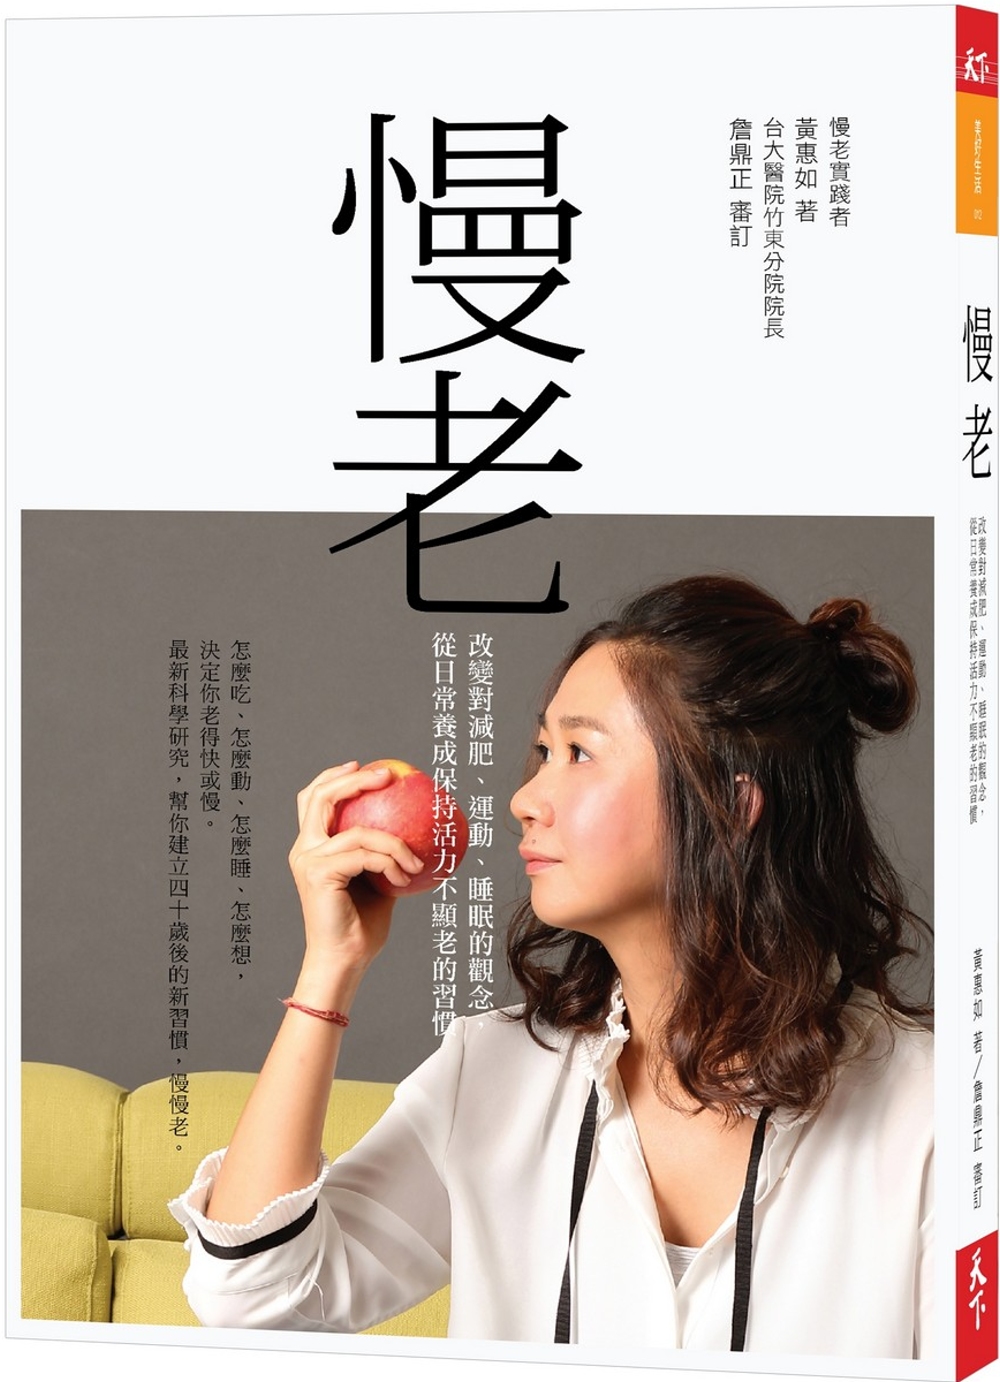 慢老實踐者
黃惠如 著
台大醫院竹東分院院長
詹鼎正 審訂
慢老
改變對減肥、運動、睡眠的觀念，
從日常養成保持活力不顯老的習慣
怎麼吃、怎麼動、怎麼睡、怎麼想，
決定你老得快或慢。
最新科學研究，幫你建立四十歲後的新習慣，慢慢老。
天下
美好生活 012
慢老
改變對減肥、運動、睡眠的觀念，
從日常養成保持活力不顯老的習慣
黃惠如 著／詹鼎正 審訂
天下